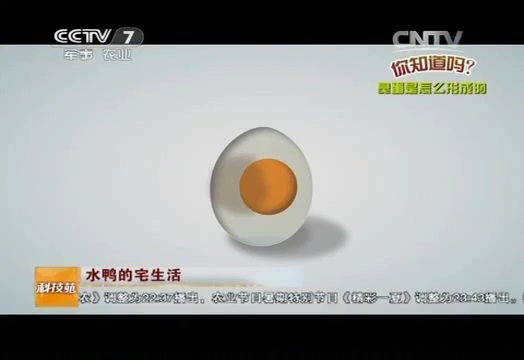 CCTV 7
军事 农业
CNTV
你知道吗?
是蛋是怎么形成的
水鸭的宅生活
科技苑
农》调整为22:37播出，农业节目暑期特别节目《精彩一夏》调整为23:43播出。